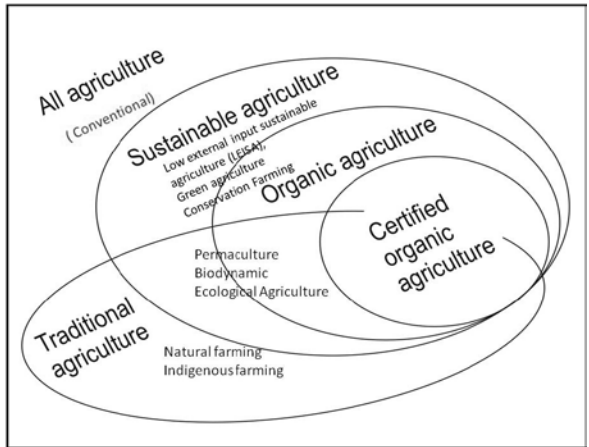 All agriculture
( Conventional)
Sustainable agriculture
Low external input sustainable
agriculture (LEISA),
Green agriculture
Conservation Farming
Organic agriculture
Certified
organic
agriculture
Permaculture
Biodynamic
Ecological Agriculture
Traditional
agriculture
Natural farming
Indigenous farming